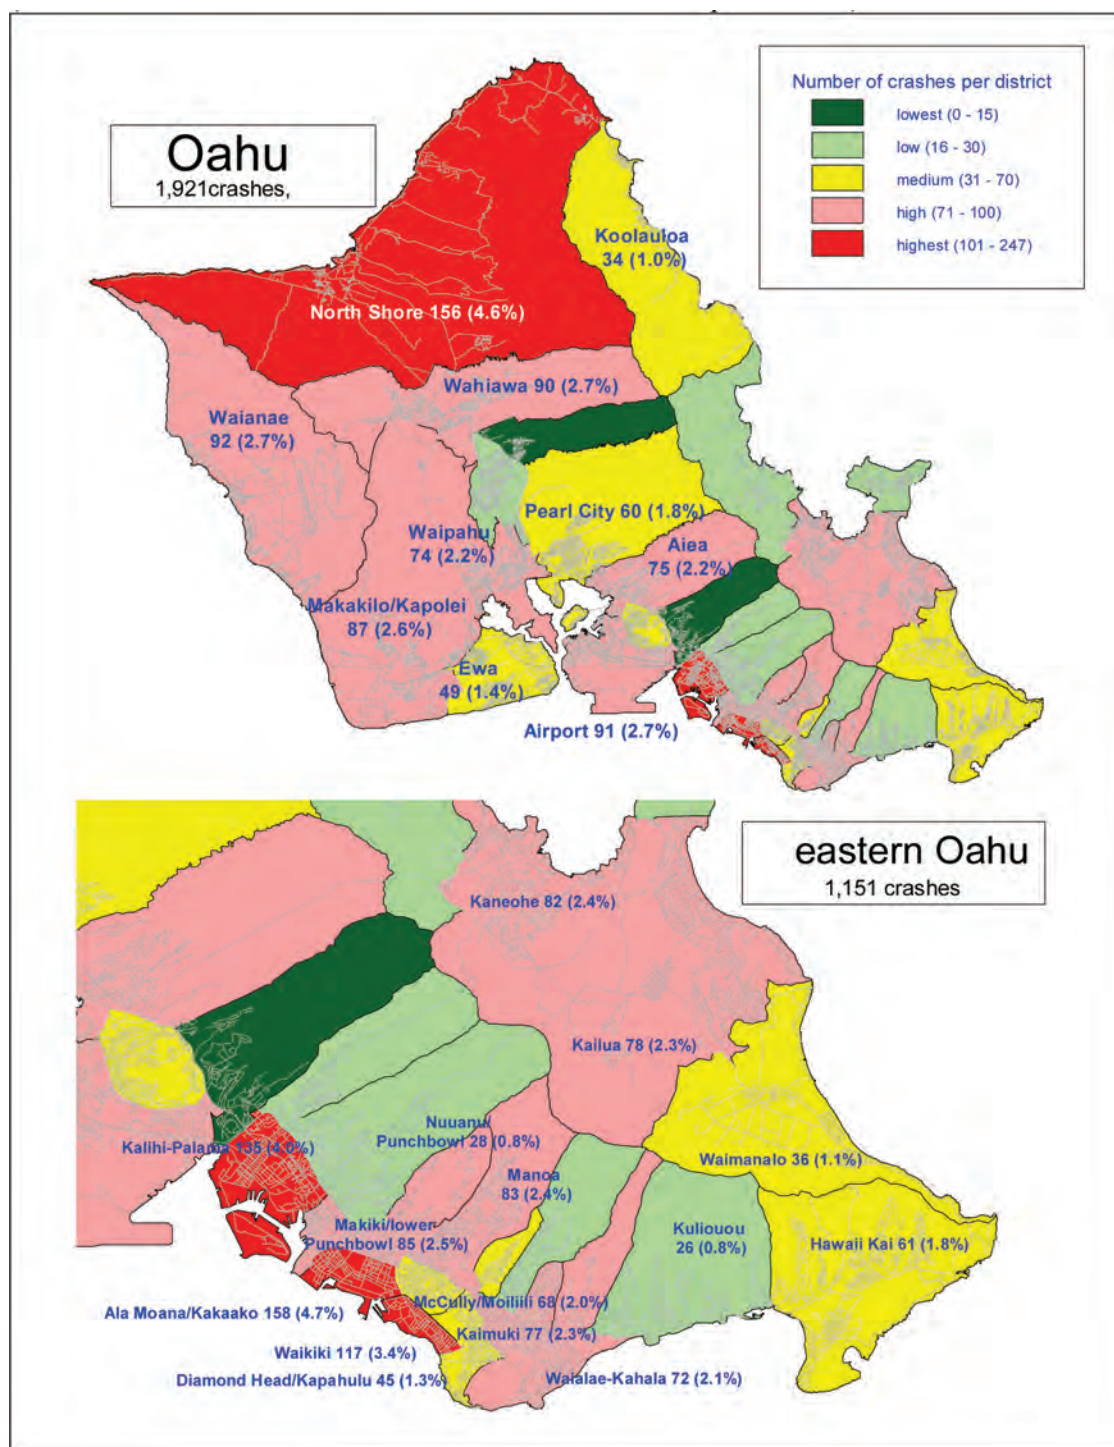 Oahu
1,921crashes,
Number of crashes per district
lowest (0 - 15)
low (16 - 30)
medium (31 - 70)
high (71 - 100)
highest (101 - 247)
Koolauloa
34 (1.0%)
North Shore 156 (4.6%)
Wahiawa 90 (2.7%)
Waianae
92 (2.7%)
Pearl City 60 (1.8%)
Waipahu
74 (2.2%)
Aiea
75 (2.2%)
Makakilo/Kapolei
87 (2.6%)
Ewa
49 (1.4%)
Airport 91 (2.7%)
eastern Oahu
1,151 crashes
Kaneohe 82 (2.4%)
Kailua 78 (2.3%)
Nuuanu/
Punchbowl 28 (0.8%)
Kalihi-Palama 135 (4.0%)
Waimanalo 36 (1.1%)
Manoa
83 (2.4%)
Makiki/lower
Punchbowl 85 (2.5%)
Kuliouou
26 (0.8%)
Hawaii Kai 61 (1.8%)
McCully/Moiliili 68 (2.0%)
Ala Moana/Kakaako 158 (4.7%)
Kaimuki 77 (2.3%)
Waikiki 117 (3.4%)
Diamond Head/Kapahulu 45 (1.3%)
Waialae-Kahala 72 (2.1%)